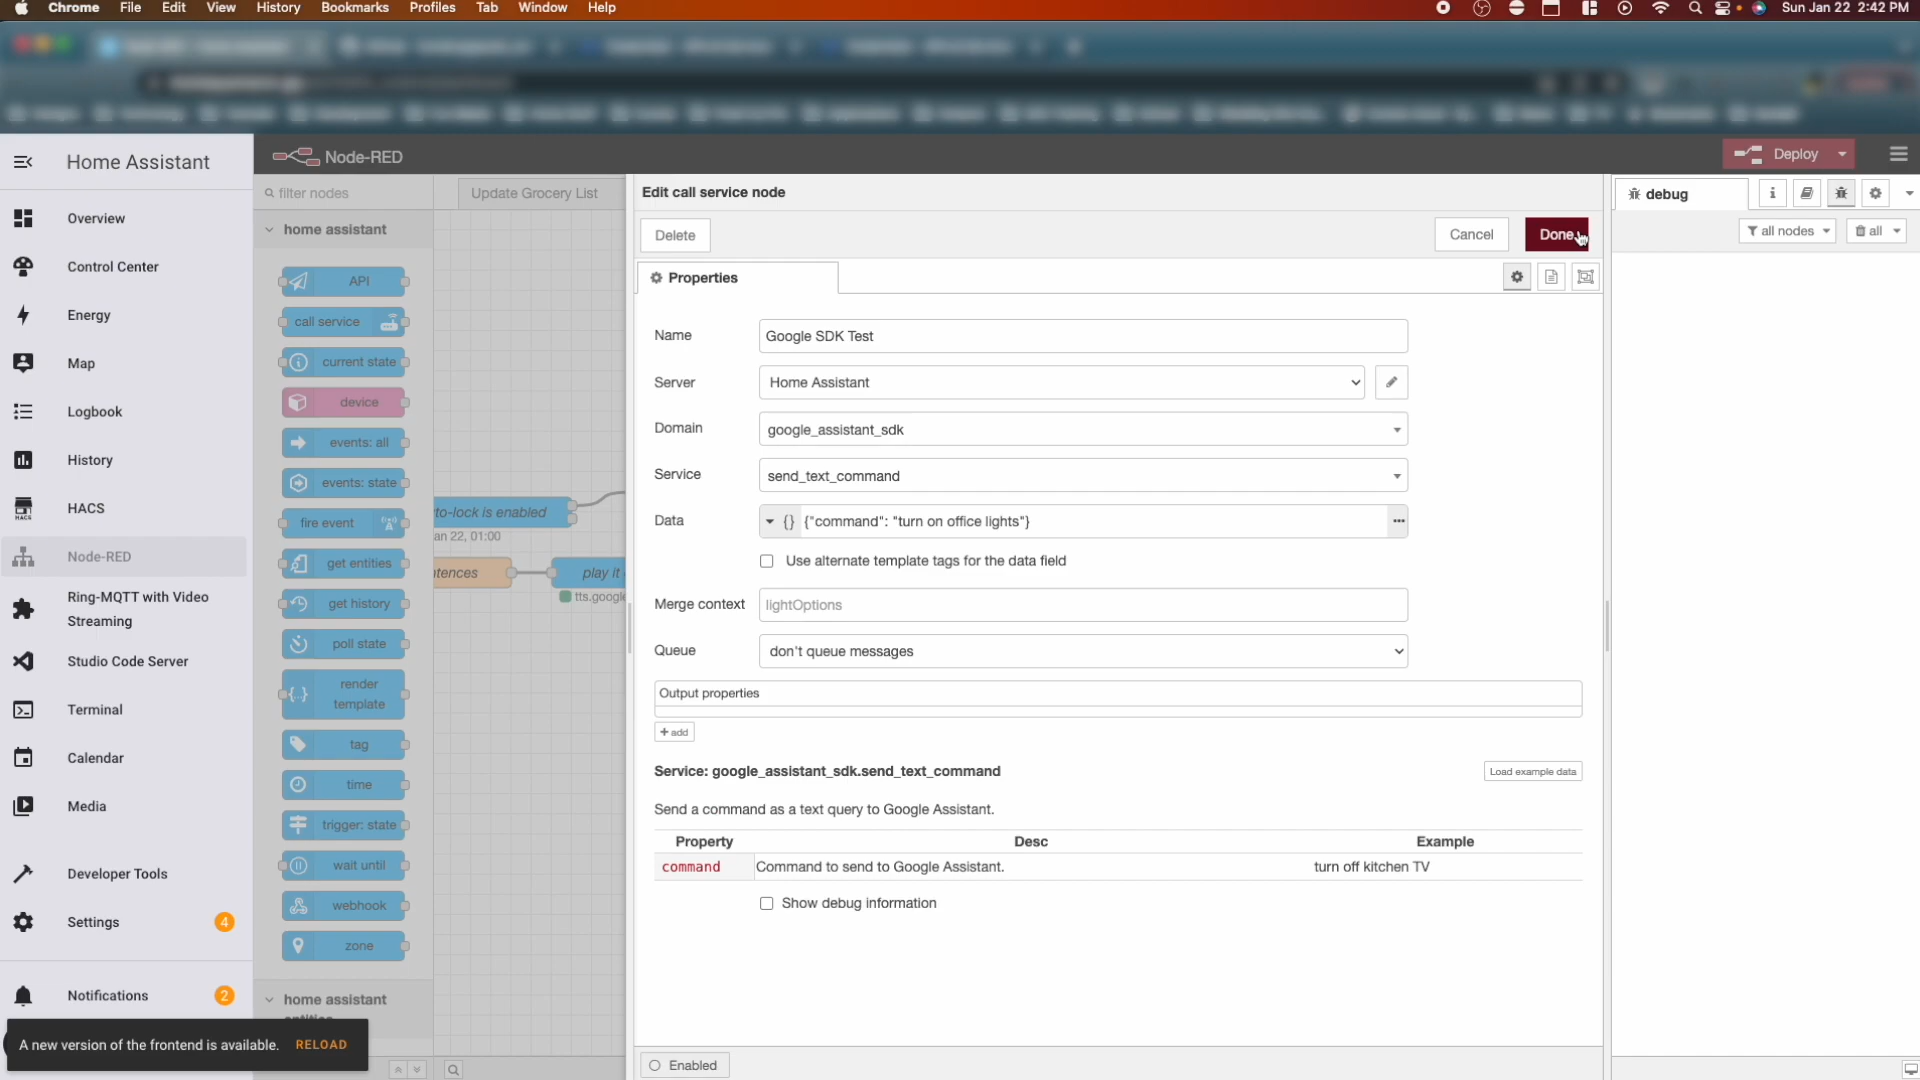 Chrome File Edit View History Bookmarks Profiles Tab Window Help Sun Jan 22 2:42 PM
Home Assistant
Node-RED
Deploy
Overview
Control Center
Energy
Map
Logbook
History
HACS
Node-RED
Ring-MQTT with Video
Streaming
Studio Code Server
Terminal
Calendar
Media
Developer Tools
Settings 4
Notifications 2
A new version of the frontend is available. RELOAD
filter nodes
home assistant
API
call service
current state
device
events: all
events: state
fire event
get entities
get history
poll state
render
template
tag
time
trigger: state
wait until
webhook
zone
home assistant
Update Grocery List
to-lock is enabled
an 22, 01:00
tences
play it
tts.google
Edit call service node
Delete
Cancel
Done
Properties
Name Google SDK Test
Server Home Assistant
Domain google_assistant_sdk
Service send_text_command
Data {} {"command": "turn on office lights"} ...
Use alternate template tags for the data field
Merge context lightOptions
Queue don't queue messages
Output properties
+ add
Service: google_assistant_sdk.send_text_command
Load example data
Send a command as a text query to Google Assistant.
Property Desc Example
command Command to send to Google Assistant. turn off kitchen TV
Show debug information
Enabled
debug
all nodes
all